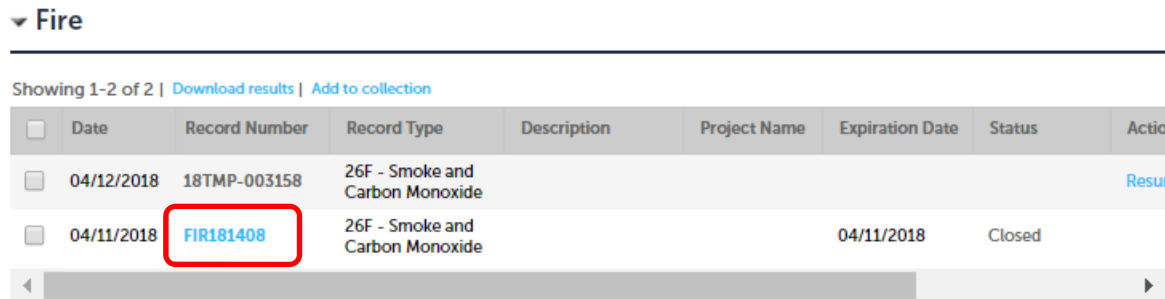 Fire
Showing 1-2 of 2 | Download results | Add to collection
Date Record Number Record Type Description Project Name Expiration Date Status Actio
04/12/2018 18TMP-003158 26F - Smoke and Carbon Monoxide Resur
04/11/2018 FIR181408 26F - Smoke and Carbon Monoxide 04/11/2018 Closed